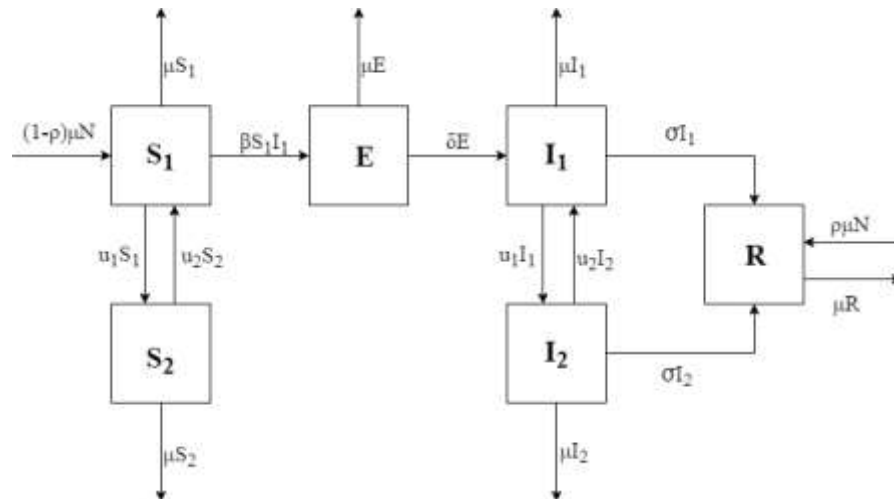 μS₁
μE
μI₁
(1-ρ)μN
S₁
βS₁I₁
E
δE
I₁
σI₁
u₁S₁
u₂S₂
u₁I₁
u₂I₂
R
ρμN
μR
S₂
I₂
σI₂
μS₂
μI₂